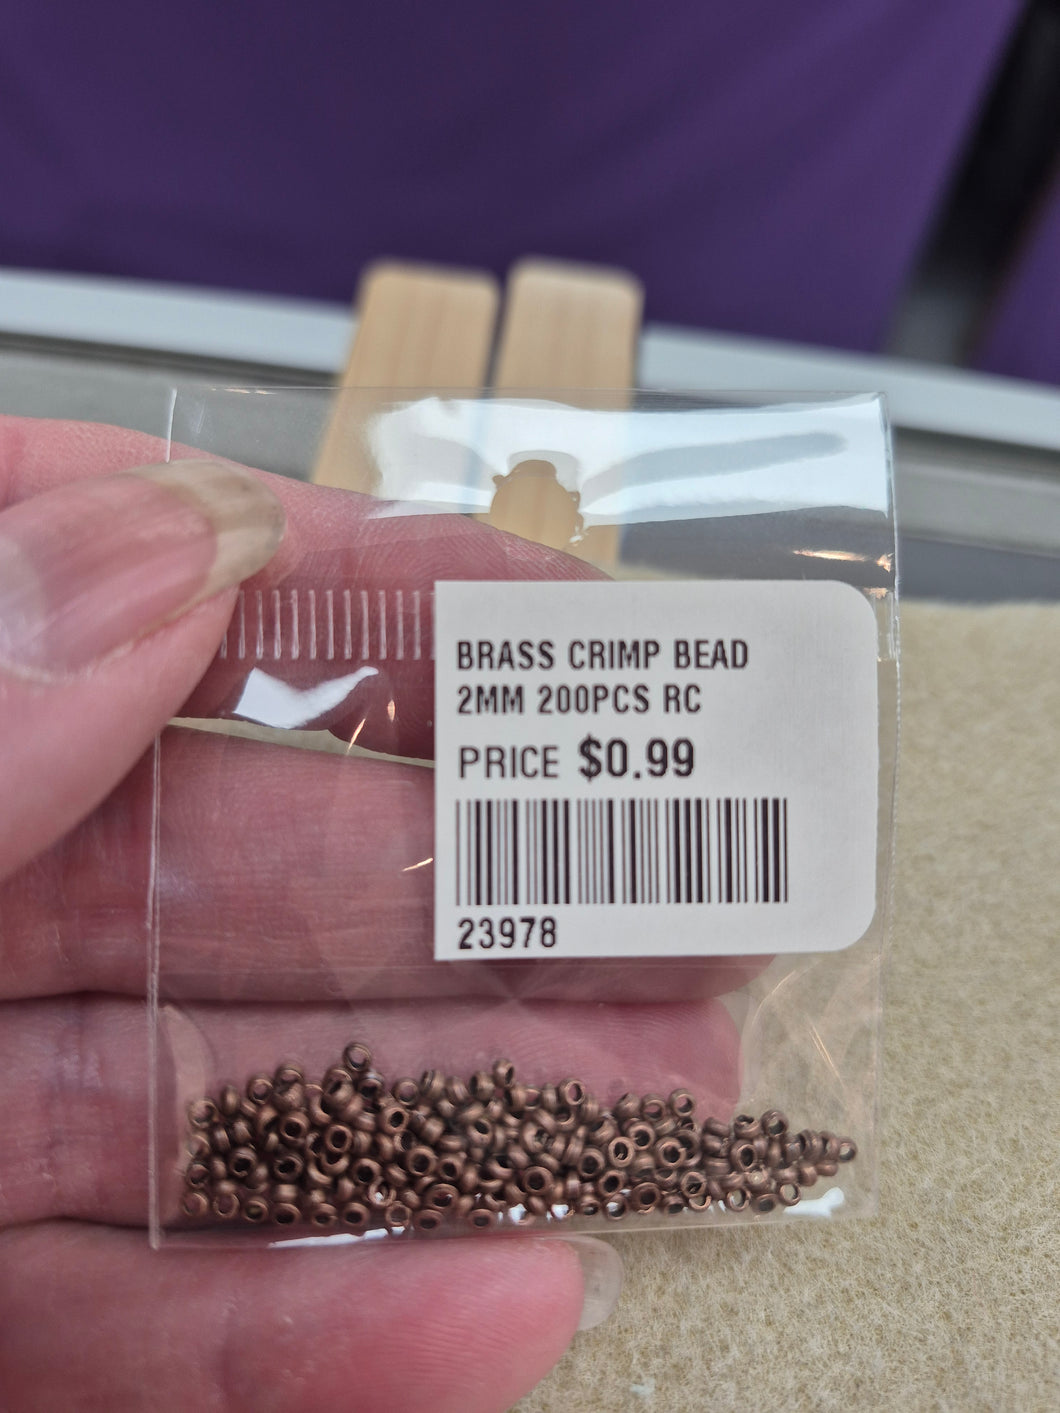 BRASS CRIMP BEAD
2MM 200PCS RC
PRICE $0.99
23978